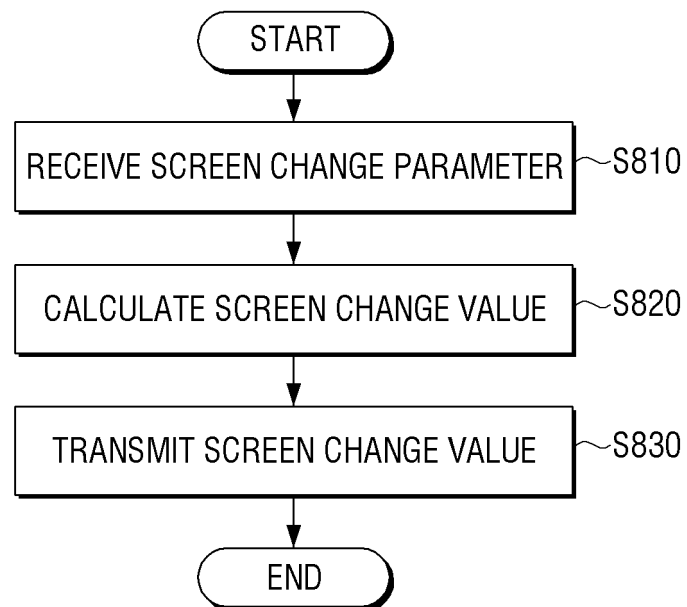 START
RECEIVE SCREEN CHANGE PARAMETER
S810
CALCULATE SCREEN CHANGE VALUE
S820
TRANSMIT SCREEN CHANGE VALUE
S830
END